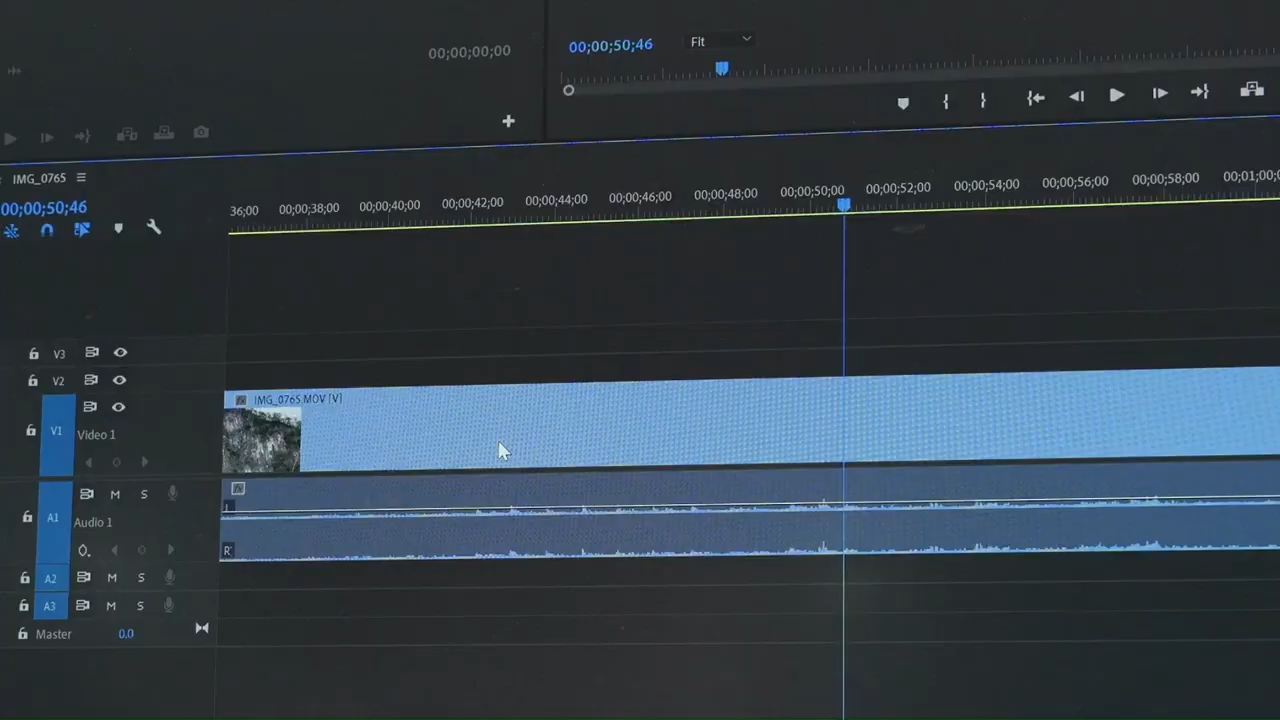 00;00;00;00
00;00;50;46 Fit
IMG_0765
00;00;50;46
36;00 00;00;38;00 00;00;40;00 00;00;42;00 00;00;44;00 00;00;46;00 00;00;48;00 00;00;50;00 00;00;52;00 00;00;54;00 00;00;56;00 00;00;58;00 00;01;00;0
V3
V2
IMG_0765.MOV [V]
V1 Video 1
M S
A1 Audio 1
L
R
A2 M S
A3 M S
Master 0.0